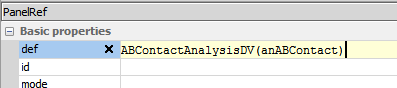 PanelRef
Basic properties
def ABContactAnalysisDV(anABContact)
id
mode